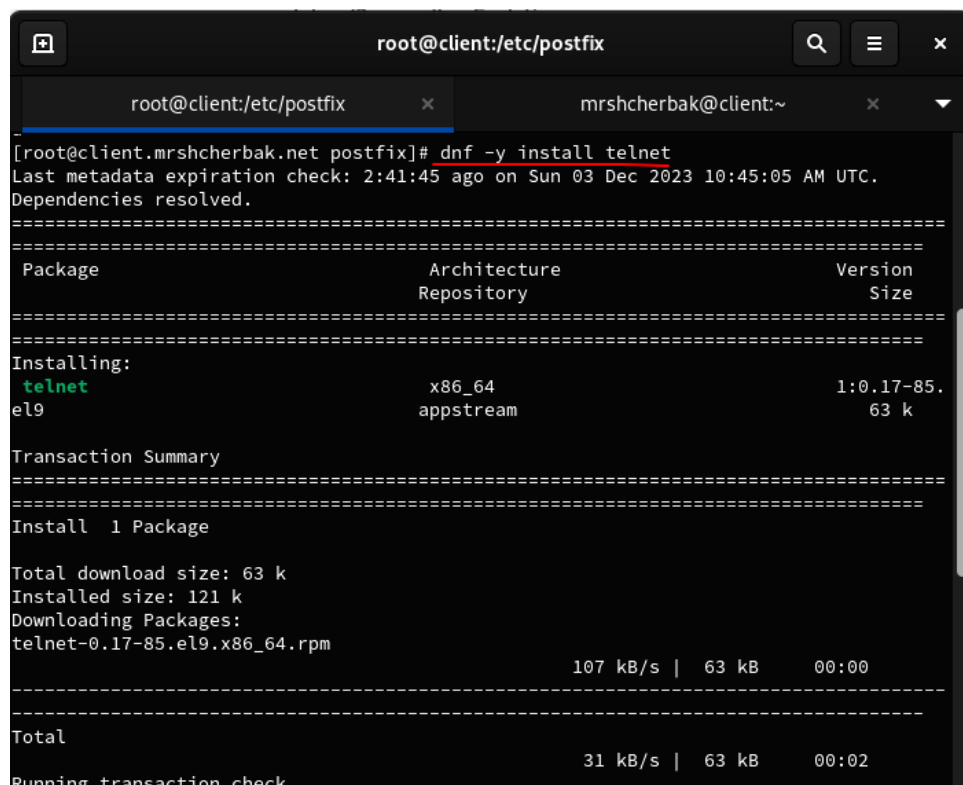 root@client:/etc/postfix
root@client:/etc/postfix mrshcherbak@client:~
[root@client.mrshcherbak.net postfix]# dnf -y install telnet
Last metadata expiration check: 2:41:45 ago on Sun 03 Dec 2023 10:45:05 AM UTC.
Dependencies resolved.
================================================================================
==============================================================================
Package Architecture Version
Repository Size
================================================================================
==============================================================================
Installing:
telnet x86_64 1:0.17-85.
el9 appstream 63 k
Transaction Summary
================================================================================
==============================================================================
Install  1 Package
Total download size: 63 k
Installed size: 121 k
Downloading Packages:
telnet-0.17-85.el9.x86_64.rpm
107 kB/s |  63 kB     00:00
--------------------------------------------------------------------------------
------------------------------------------------------------------------------
Total
31 kB/s |  63 kB     00:02
Running transaction check